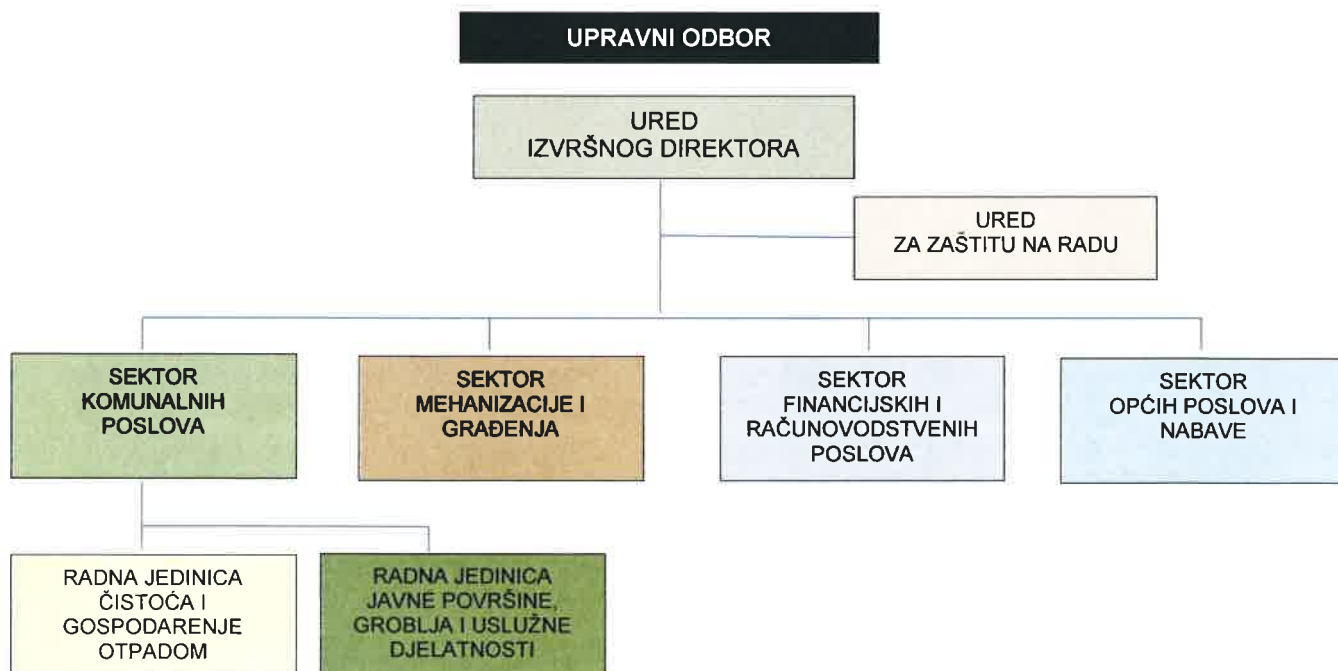 UPRAVNI ODBOR
URED
IZVRŠNOG DIREKTORA
URED
ZA ZAŠTITU NA RADU
SEKTOR
KOMUNALNIH
POSLOVA
SEKTOR
MEHANIZACIJE I
GRAĐENJA
SEKTOR
FINANCIJSKIH I
RAČUNOVODSTVENIH
POSLOVA
SEKTOR
OPĆIH POSLOVA I
NABAVE
RADNA JEDINICA
ČISTOĆA I
GOSPODARENJE
OTPADOM
RADNA JEDINICA
JAVNE POVRŠINE,
GROBLJA I USLUŽNE
DJELATNOSTI